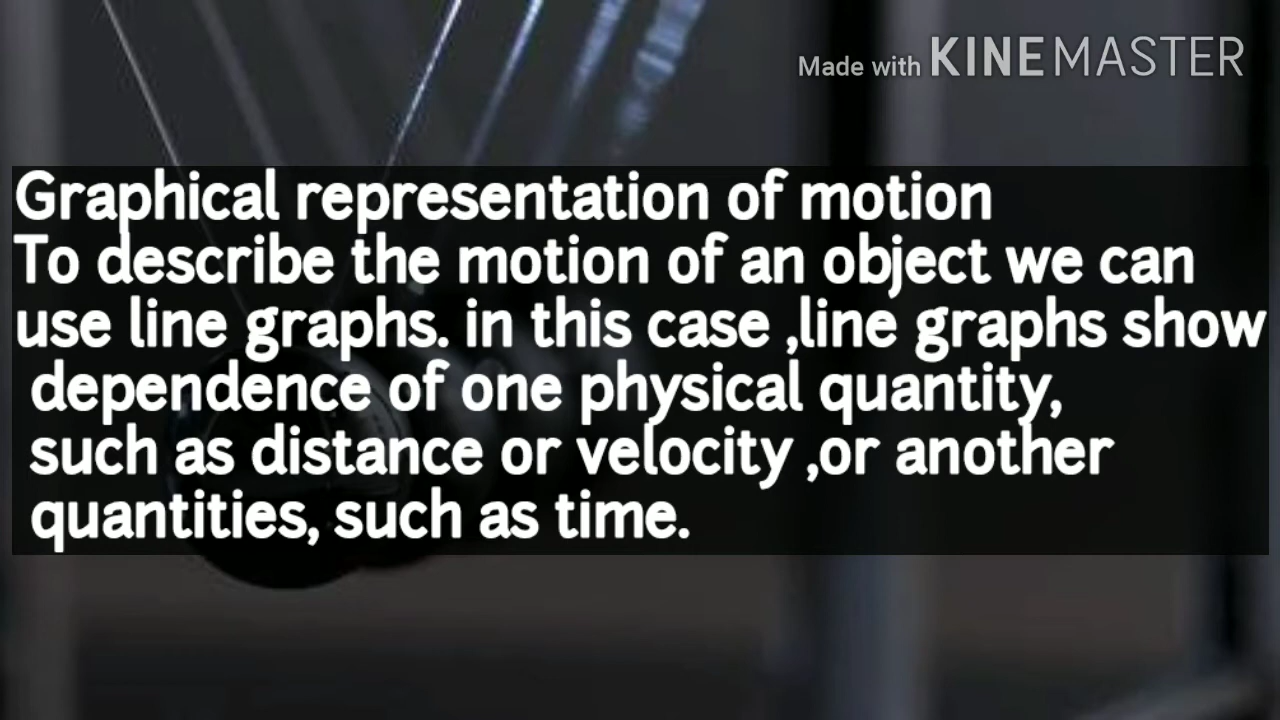 Made with KINEMASTER
Graphical representation of motion
To describe the motion of an object we can
use line graphs. in this case ,line graphs show
dependence of one physical quantity,
such as distance or velocity ,or another
quantities, such as time.